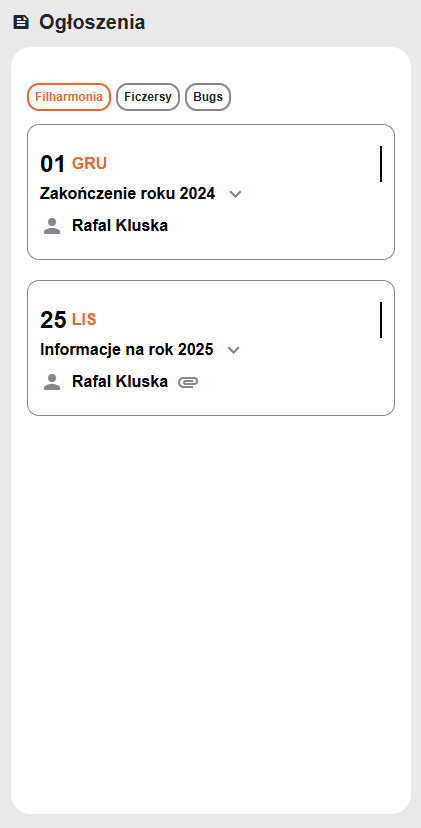 Ogłoszenia
Filharmonia Ficzersy Bugs
01 GRU
Zakończenie roku 2024
Rafal Kluska
25 LIS
Informacje na rok 2025
Rafal Kluska